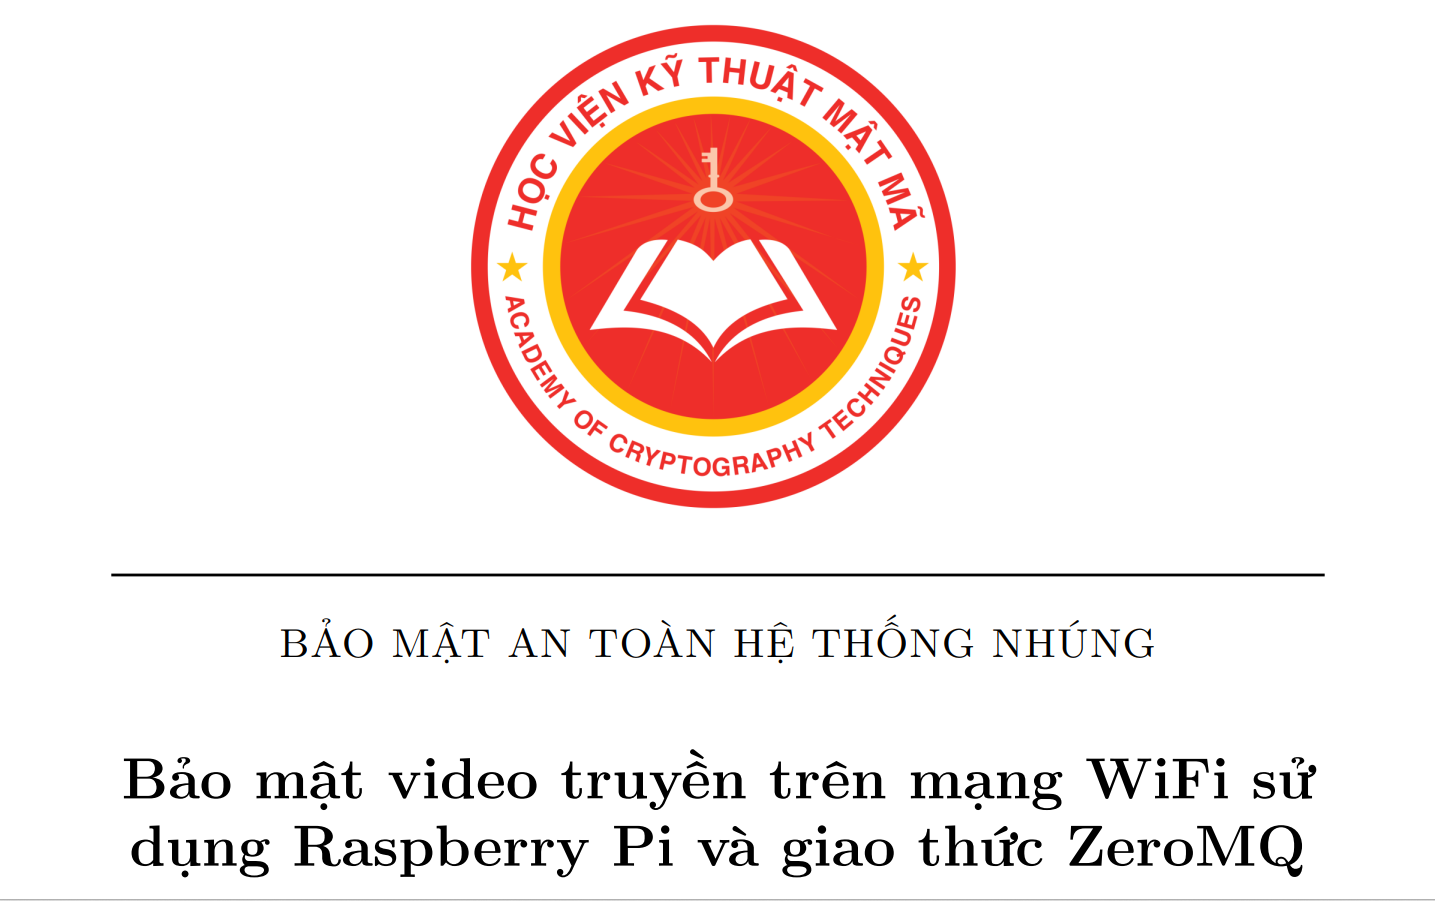 HỌC VIỆN KỸ THUẬT MẬT MÃ
ACADEMY OF CRYPTOGRAPHY TECHNIQUES
BẢO MẬT AN TOÀN HỆ THỐNG NHÚNG
Bảo mật video truyền trên mạng WiFi sử
dụng Raspberry Pi và giao thức ZeroMQ